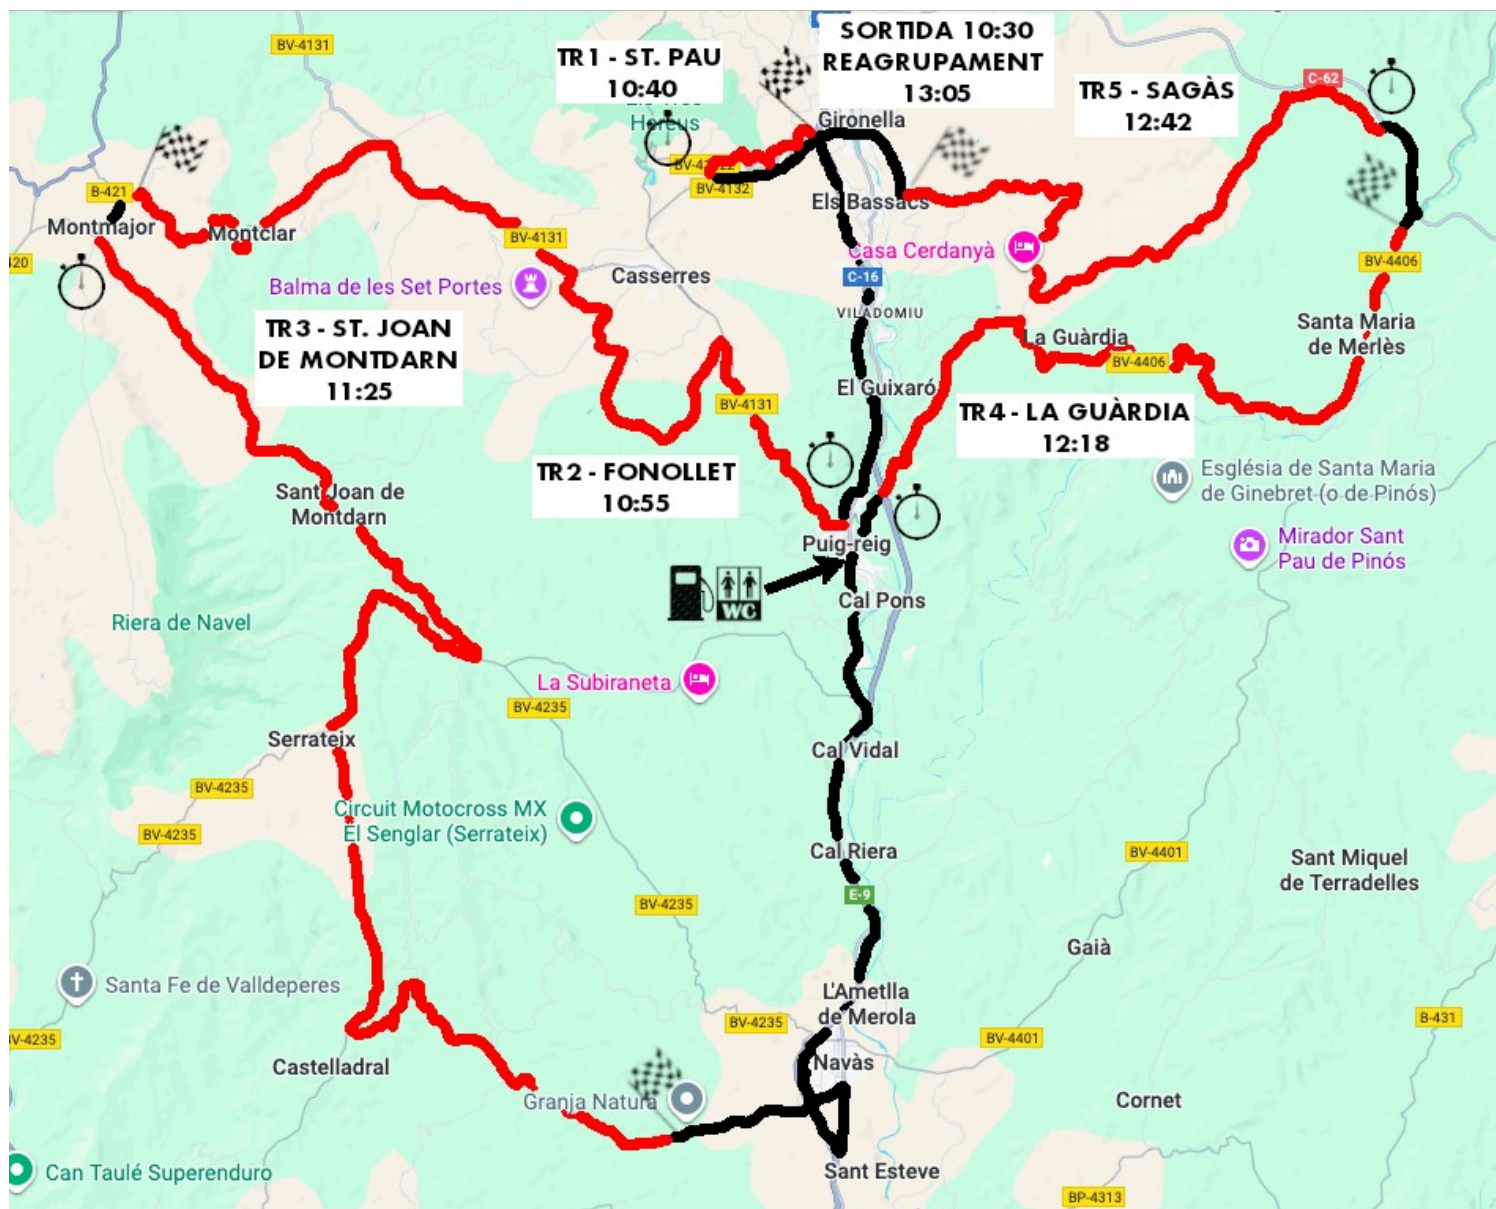 BV-4131
TR1 - ST. PAU
10:40
SORTIDA 10:30
REAGRUPAMENT
13:05
TR5 - SAGÀS
12:42
C-62
Gironella
BV-4132
B-421
Montmajor
Montclar
BV-4131
Els Bassacs
Casa Cerdanyà
BV-4406
C-16
Casserres
Balma de les Set Portes
VILADOMIU
TR3 - ST. JOAN
DE MONTDARN
11:25
Santa Maria
de Merlès
La Guàrdia
BV-4406
El Guixaró
BV-4131
TR4 - LA GUÀRDIA
12:18
TR2 - FONOLLET
10:55
Església de Santa Maria
de Ginebret (o de Pinós)
Sant Joan de
Montdarn
Puig-reig
Mirador Sant
Pau de Pinós
WC
Cal Pons
Riera de Navel
La Subiraneta
BV-4235
Serrateix
Cal Vidal
BV-4235
Circuit Motocross MX
El Senglar (Serrateix)
BV-4235
Cal Riera
BV-4401
Sant Miquel
de Terradelles
E-9
BV-4235
Gaià
Santa Fe de Valldeperes
L'Ametlla
de Merola
BV-4235
BV-4401
B-431
BV-4235
Castelladral
Navàs
Granja Natura
Cornet
Can Taulé Superenduro
Sant Esteve
BP-4313